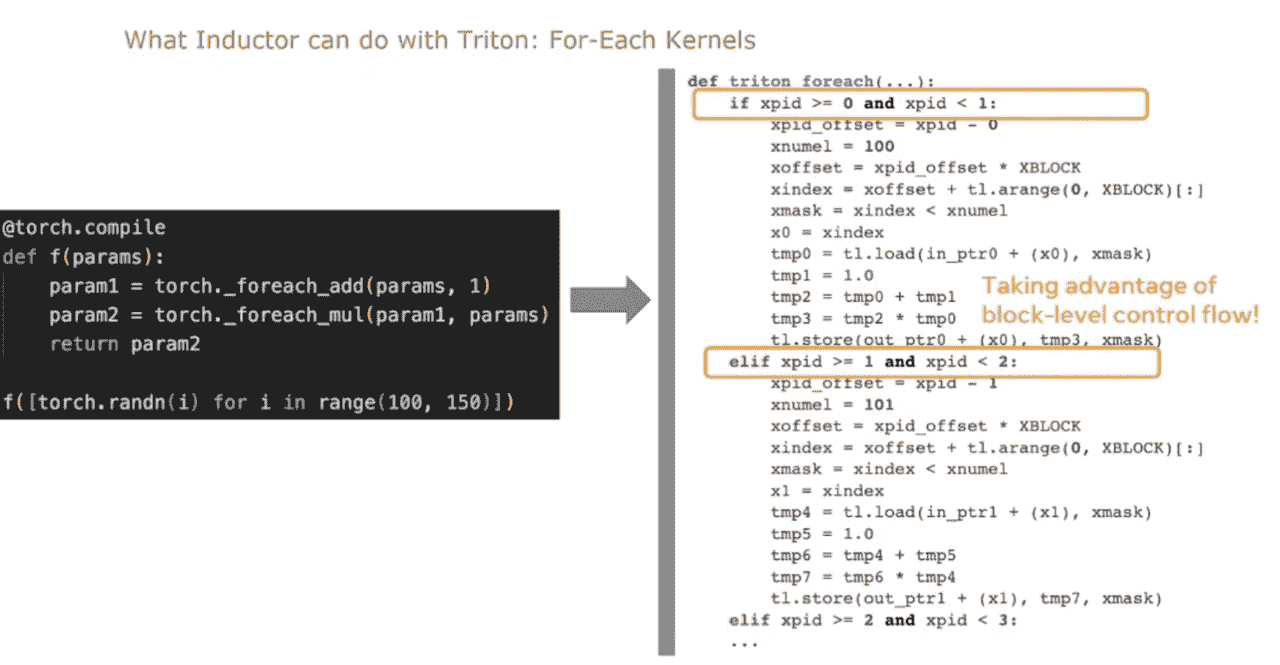 What Inductor can do with Triton: For-Each Kernels
@torch.compile
def f(params):
    param1 = torch._foreach_add(params, 1)
    param2 = torch._foreach_mul(param1, params)
    return param2
f([torch.randn(i) for i in range(100, 150)])
def triton_foreach(...):
    if xpid >= 0 and xpid < 1:
        xpid_offset = xpid - 0
        xnumel = 100
        xoffset = xpid_offset * XBLOCK
        xindex = xoffset + tl.arange(0, XBLOCK)[:]
        xmask = xindex < xnumel
        x0 = xindex
        tmp0 = tl.load(in_ptr0 + (x0), xmask)
        tmp1 = 1.0
        tmp2 = tmp0 + tmp1
        tmp3 = tmp2 * tmp0
        tl.store(out_ptr0 + (x0), tmp3, xmask)
    elif xpid >= 1 and xpid < 2:
        xpid_offset = xpid - 1
        xnumel = 101
        xoffset = xpid_offset * XBLOCK
        xindex = xoffset + tl.arange(0, XBLOCK)[:]
        xmask = xindex < xnumel
        x1 = xindex
        tmp4 = tl.load(in_ptr1 + (x1), xmask)
        tmp5 = 1.0
        tmp6 = tmp4 + tmp5
        tmp7 = tmp6 * tmp4
        tl.store(out_ptr1 + (x1), tmp7, xmask)
    elif xpid >= 2 and xpid < 3:
    ...
Taking advantage of
block-level control flow!